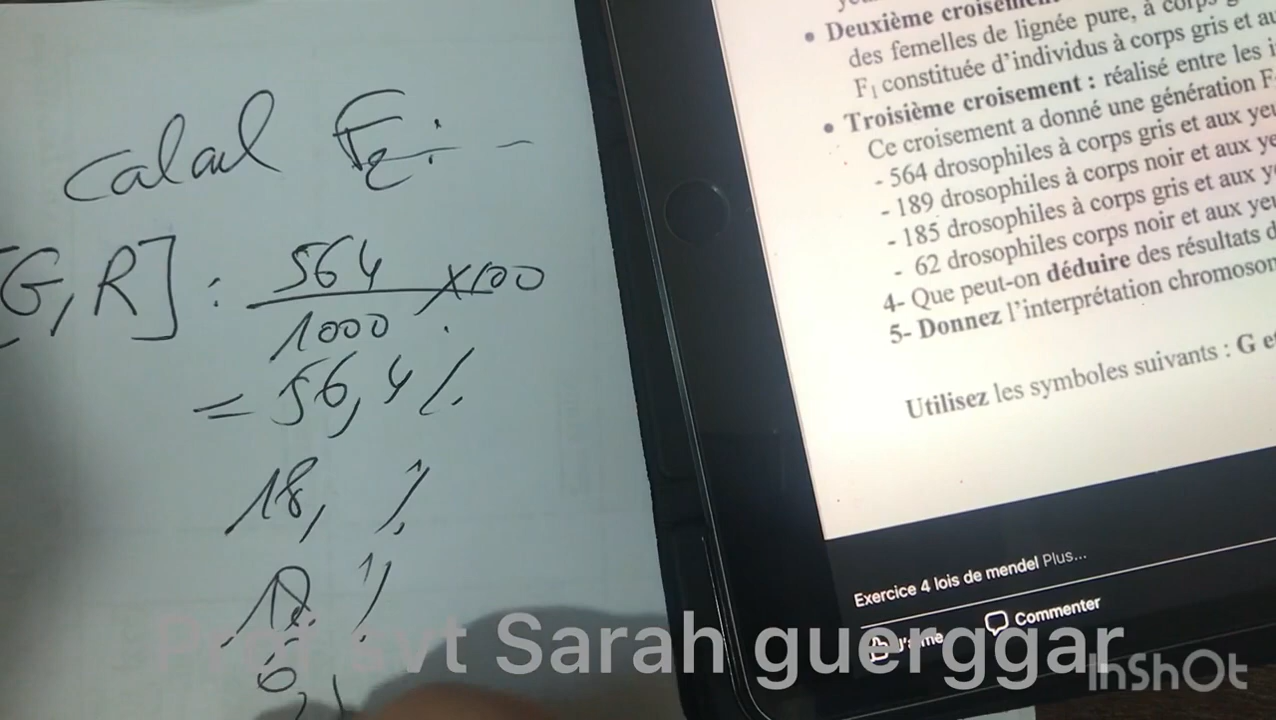 Calcul F2 : -
[G,R] : 564/1000 x100
= 56,4 %
18, %
18 %
6,
• Deuxième croisement
des femelles de lignée pure, à corps
F1 constituée d'individus à corps gris et au
• Troisième croisement : réalisé entre les i
Ce croisement a donné une génération F
- 564 drosophiles à corps gris et aux yeu
- 189 drosophiles à corps noir et aux ye
- 185 drosophiles à corps gris et aux y
- 62 drosophiles corps noir et aux yeu
4- Que peut-on déduire des résultats d
5- Donnez l'interprétation chromosom
Utilisez les symboles suivants : G et
Exercice 4 lois de mendel Plus...
J'aime Commenter
Prof svt Sarah guerggar
InShOt